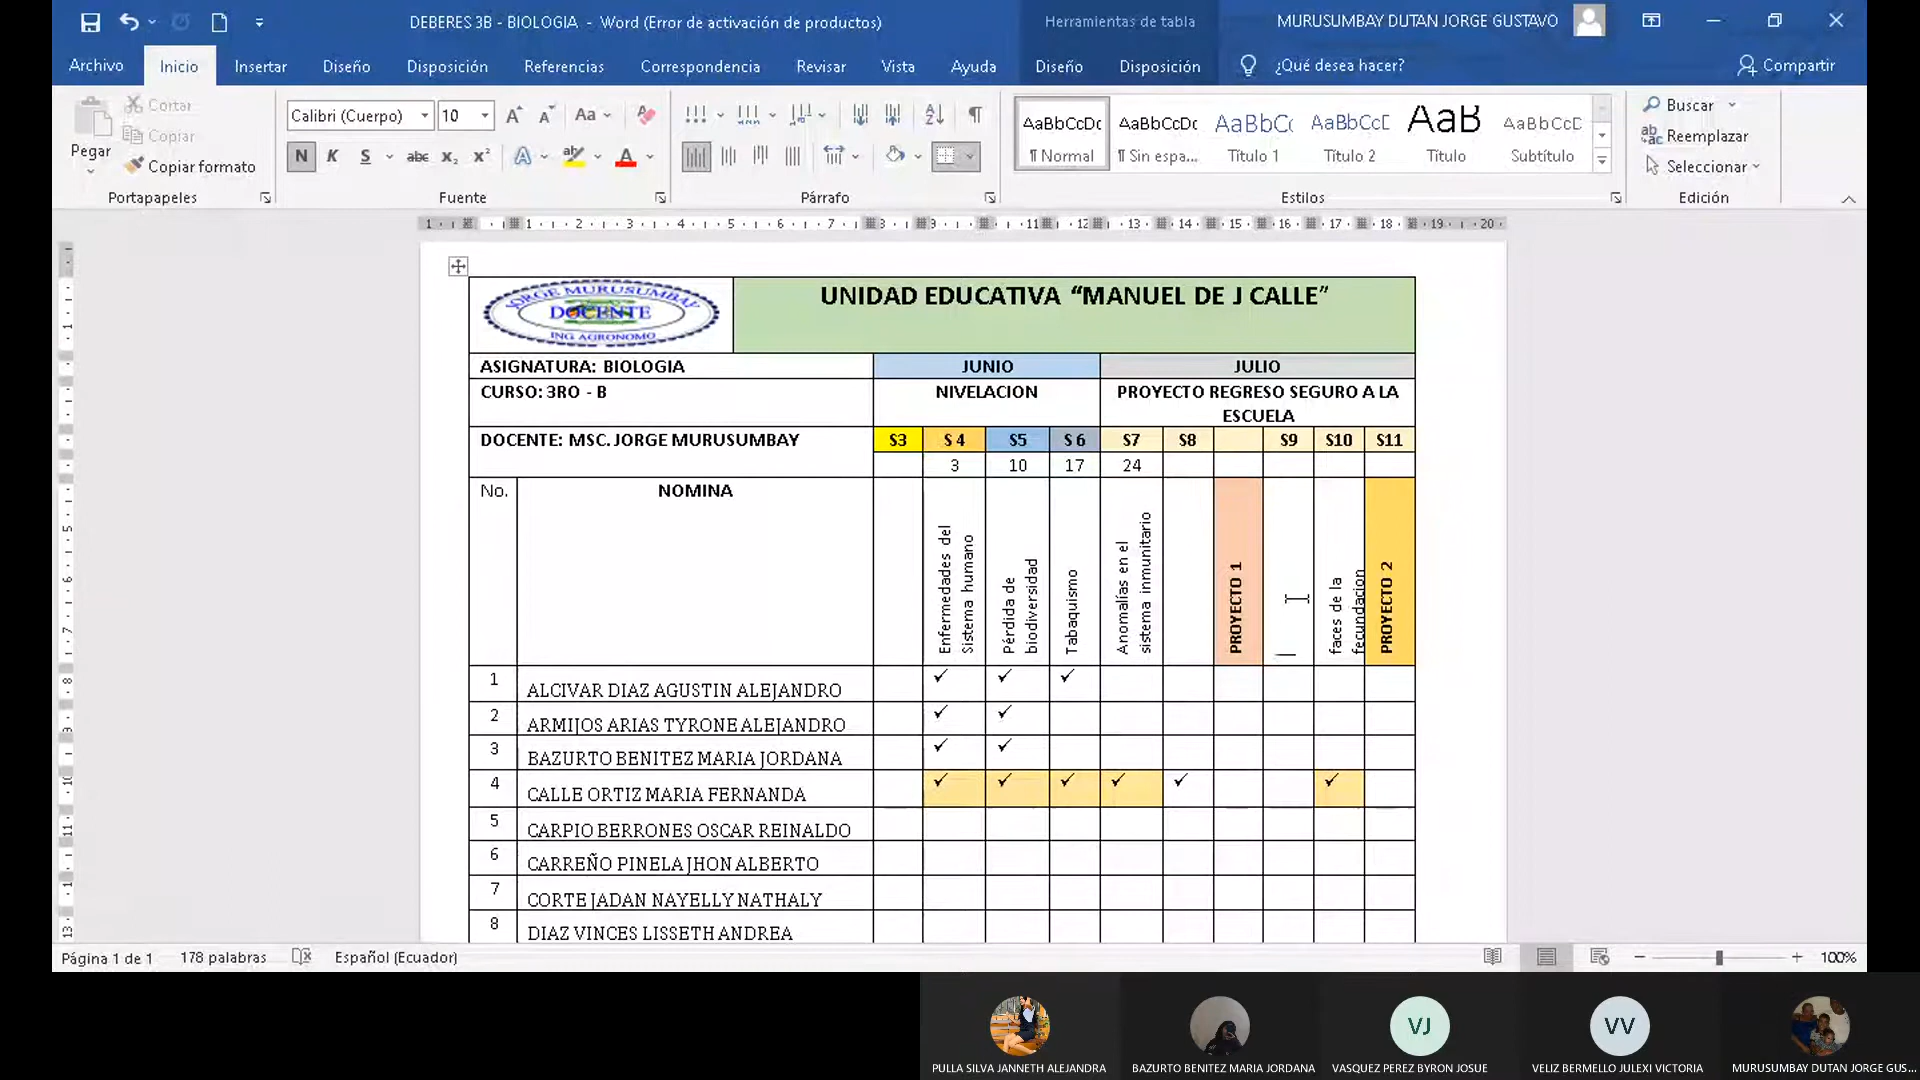 DEBERES 3B - BIOLOGIA - Word (Error de activación de productos)
Herramientas de tabla
MURUSUMBAY DUTAN JORGE GUSTAVO
Archivo Inicio Insertar Diseño Disposición Referencias Correspondencia Revisar Vista Ayuda Diseño Disposición ¿Qué desea hacer? Compartir
Pegar
Cortar
Copiar
Copiar formato
Portapapeles
Calibri (Cuerpo) 10
N K S abc x₂ x²
Fuente
Párrafo
AaBbCcDc AaBbCcDc AaBbC AaBbCcD AaB AaBbCcD
¶ Normal ¶ Sin espa... Título 1 Título 2 Título Subtítulo
Estilos
Buscar
Reemplazar
Seleccionar
Edición
JORGE MURUSUMBAY
DOCENTE
ING AGRONOMO
UNIDAD EDUCATIVA “MANUEL DE J CALLE”
ASIGNATURA: BIOLOGIA JUNIO JULIO
CURSO: 3RO - B NIVELACION PROYECTO REGRESO SEGURO A LA
ESCUELA
DOCENTE: MSC. JORGE MURUSUMBAY S3 S 4 S5 S 6 S7 S8 S9 S10 S11
3 10 17 24
No. NOMINA
Enfermedades del
Sistema humano
Pérdida de
biodiversidad
Tabaquismo
Anomalías en el
sistema inmunitario
PROYECTO 1
faces de la
fecundacion
PROYECTO 2
1 ALCIVAR DIAZ AGUSTIN ALEJANDRO ✓ ✓ ✓
2 ARMIJOS ARIAS TYRONE ALEJANDRO ✓ ✓
3 BAZURTO BENITEZ MARIA JORDANA ✓ ✓
4 CALLE ORTIZ MARIA FERNANDA ✓ ✓ ✓ ✓ ✓ ✓
5 CARPIO BERRONES OSCAR REINALDO
6 CARREÑO PINELA JHON ALBERTO
7 CORTE JADAN NAYELLY NATHALY
8 DIAZ VINCES LISSETH ANDREA
Página 1 de 1 178 palabras Español (Ecuador) 100%
VJ VV
PULLA SILVA JANNETH ALEJANDRA BAZURTO BENITEZ MARIA JORDANA VASQUEZ PEREZ BYRON JOSUE VELIZ BERMELLO JULEXI VICTORIA MURUSUMBAY DUTAN JORGE GUS...